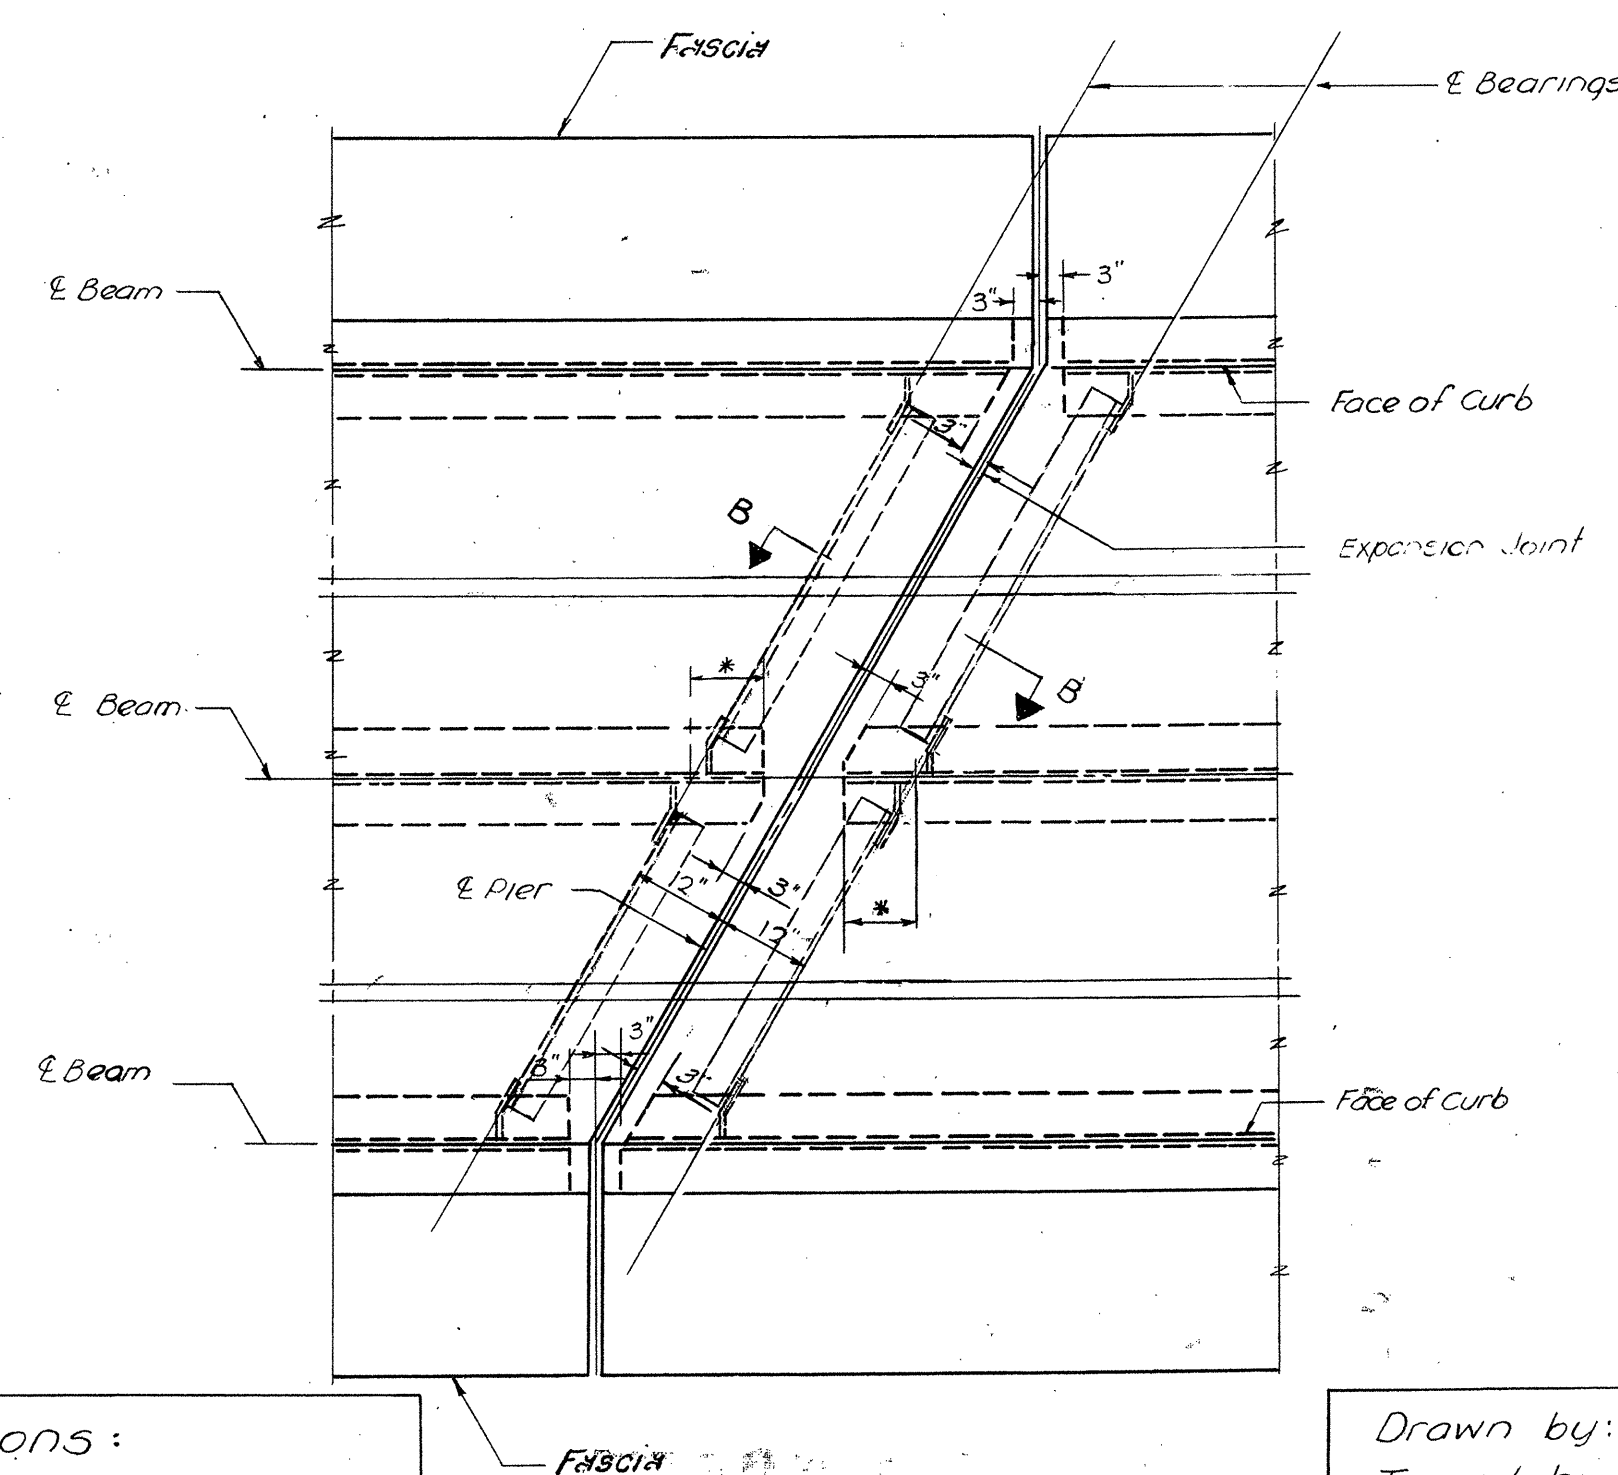 Fascia
℄ Bearings
3"
3"
℄ Beam
Face of Curb
3"
B
Expansion Joint
*
3"
B
℄ Beam
12"
3"
℄ Pier
*
12"
3"
3"
3"
℄ Beam
Face of Curb
ons:
Drawn by:
Fascia